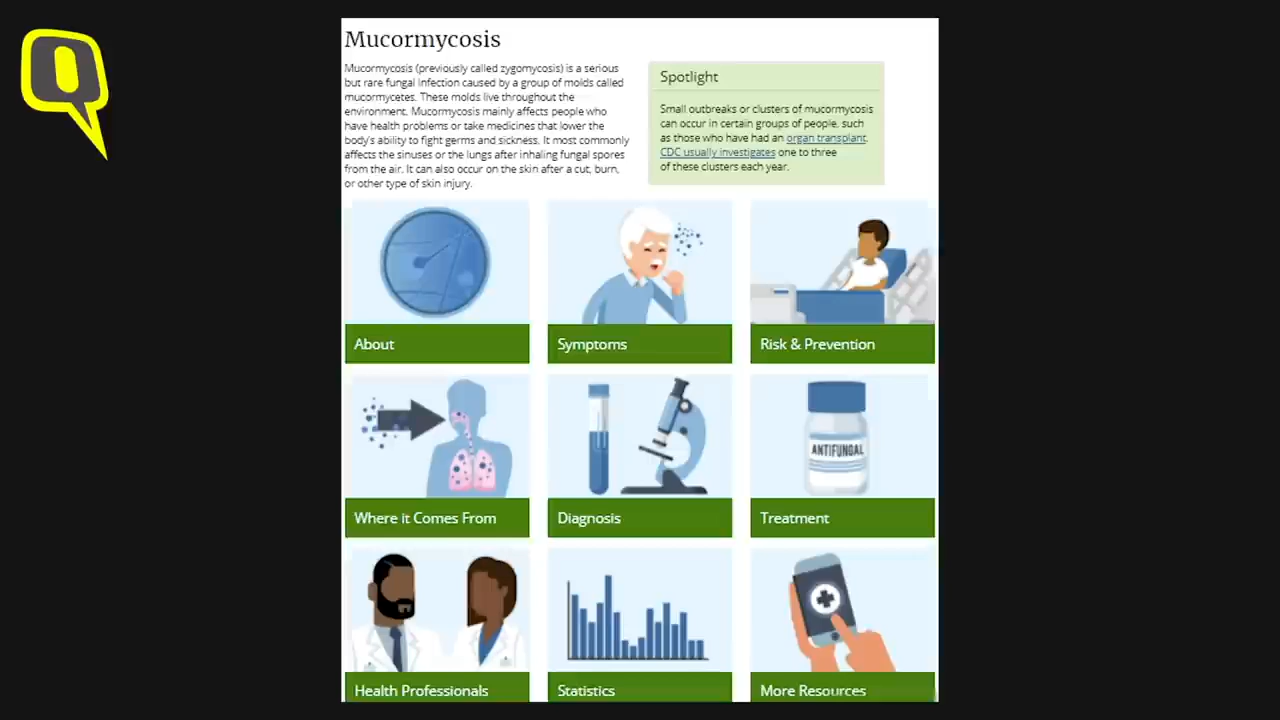 Mucormycosis
Mucormycosis (previously called zygomycosis) is a serious
but rare fungal infection caused by a group of molds called
mucormycetes. These molds live throughout the
environment. Mucormycosis mainly affects people who
have health problems or take medicines that lower the
body's ability to fight germs and sickness. It most commonly
affects the sinuses or the lungs after inhaling fungal spores
from the air. It can also occur on the skin after a cut, burn,
or other type of skin injury.
Spotlight
Small outbreaks or clusters of mucormycosis
can occur in certain groups of people, such
as those who have had an organ transplant.
CDC usually investigates one to three
of these clusters each year.
About
Symptoms
Risk & Prevention
ANTIFUNGAL
Where it Comes From
Diagnosis
Treatment
Health Professionals
Statistics
More Resources